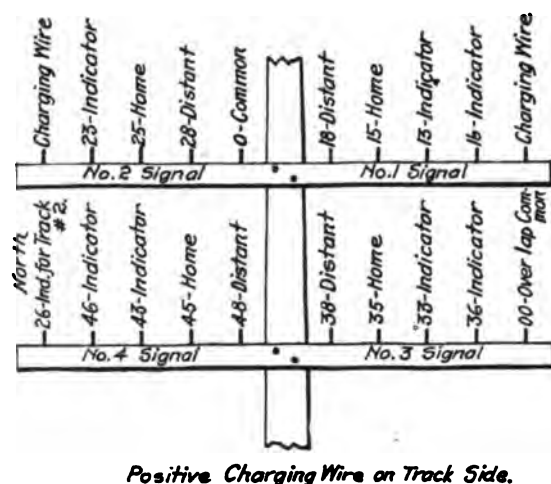 Charging Wire
23-Indicator
25-Home
28-Distant
0-Common
18-Distant
15-Home
13-Indicator
16-Indicator
Charging Wire.
No.2 Signal
No.1 Signal
North
26-Ind. for Track
#2.
46-Indicator
43-Indicator
45-Home
48-Distant
38-Distant
35-Home
33-Indicator
36-Indicator
00-Over lap Com-
mon
No.4 Signal
No.3 Signal
Positive Charging Wire on Track Side.